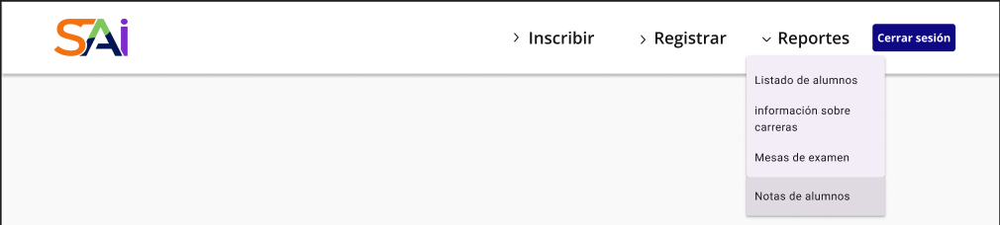 SAi
Inscribir
Registrar
Reportes
Cerrar sesión
Listado de alumnos
información sobre
carreras
Mesas de examen
Notas de alumnos